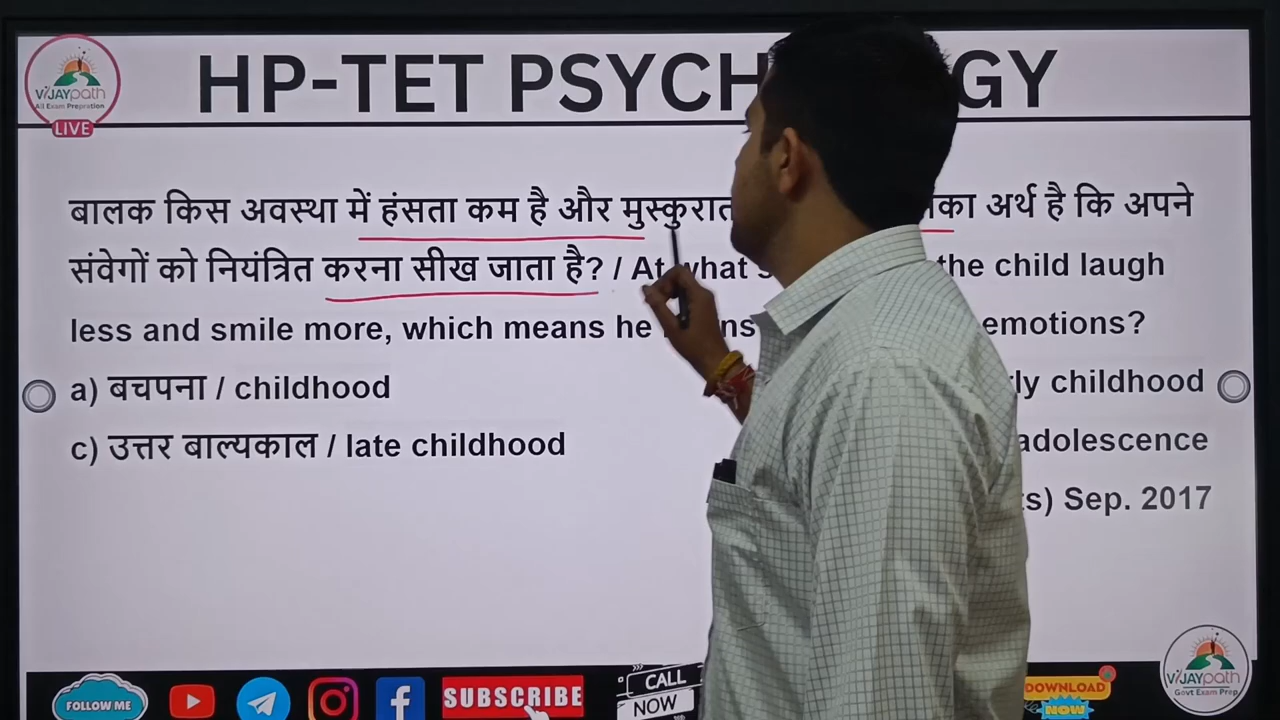 HP-TET PSYCH GY
VIJAYpath
All Exam Prepration
LIVE
बालक किस अवस्था में हंसता कम है और अर्थ है कि अपने
संवेगों को नियंत्रित करना सीख जाता है? / At what the child laugh
less and smile more, which means he emotions?
a) बचपना / childhood childhood
c) उत्तर बाल्यकाल / late childhood adolescence
Sep. 2017
FOLLOW ME
SUBSCRIBE
CALL
NOW
DOWNLOAD
NOW
VIJAYpath
Govt Exam Prep